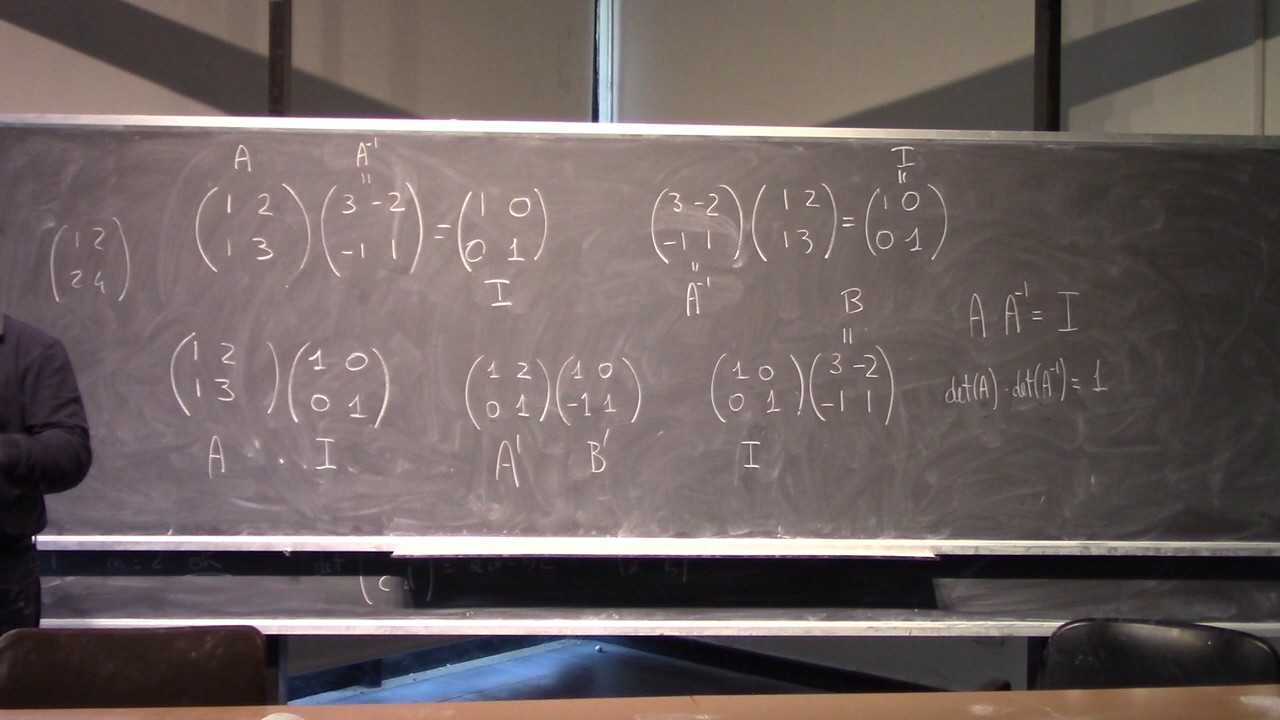 A A⁻¹ I
(1 2 / 1 3) (3 -2 / -1 1) = (1 0 / 0 1) (3 -2 / -1 1) (1 2 / 1 3) = (1 0 / 0 1)
(1 2 / 2 4)
I A⁻¹ B
A A⁻¹ = I
(1 2 / 1 3) (1 0 / 0 1) (1 2 / 0 1) (1 0 / -1 1) (1 0 / 0 1) (3 -2 / -1 1)
det(A) · det(A⁻¹) = 1
A . I A' B' I
det (c d) =